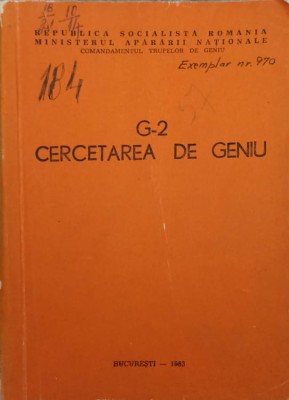 REPUBLICA SOCIALISTĂ ROMÂNIA
MINISTERUL APĂRĂRII NAȚIONALE
COMANDAMENTUL TRUPELOR DE GENIU
Exemplar nr. 970
184
G-2
CERCETAREA DE GENIU
BUCUREȘTI — 1983